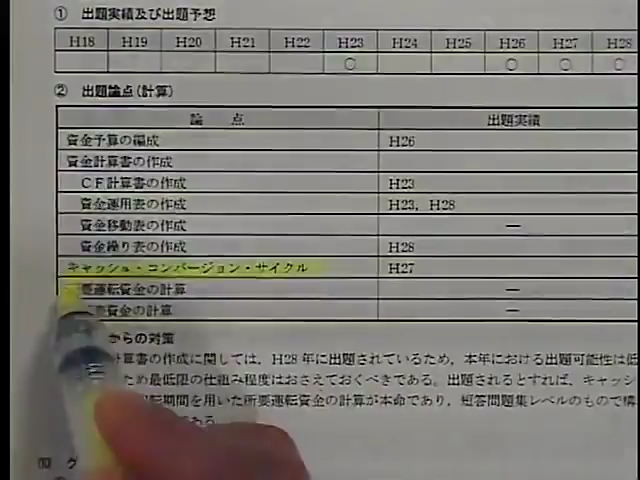 ① 出題実績及び出題予想
H18 H19 H20 H21 H22 H23 H24 H25 H26 H27 H28
○ ○ ○ ○
② 出題論点(計算)
論 点 出題実績
資金予算の編成 H26
資金計算書の作成
CF計算書の作成 H23
資金運用表の作成 H23, H28
資金移動表の作成 —
資金繰り表の作成 H28
キャッシュ・コンバージョン・サイクル H27
要運転資金の計算 —
資金の計算 —
からの対策
計算書の作成に関しては、H28年に出題されているため、本年における出題可能性は低
ため最低限の仕組み程度はおさえておくべきである。出題されるとすれば、キャッシ
転期間を用いた所要運転資金の計算が本命であり、短答問題集レベルのもので構
る。
⑽ グ